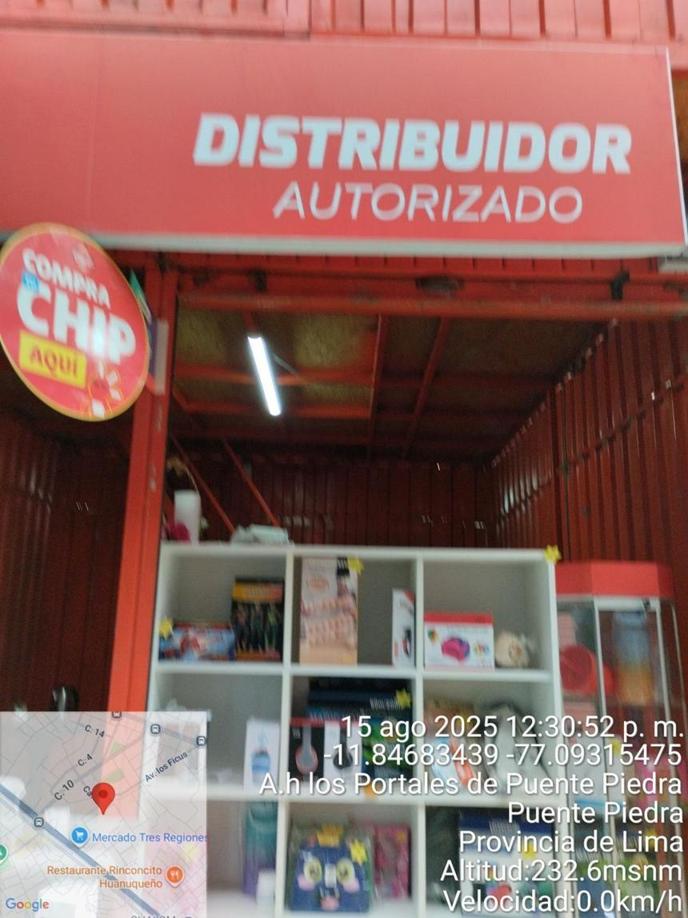 DISTRIBUIDOR
AUTORIZADO
COMPRA
TU
CHIP
AQUÍ
15 ago 2025 12:30:52 p. m.
-11.84683439 -77.09315475
A.h los Portales de Puente Piedra
Puente Piedra
Provincia de Lima
Altitud:232.6msnm
Velocidad:0.0km/h
C. 14
C. 4
C. 10
Av. los Ficus
Mercado Tres Regiones
Restaurante Rinconcito
Huanuqueño
Google